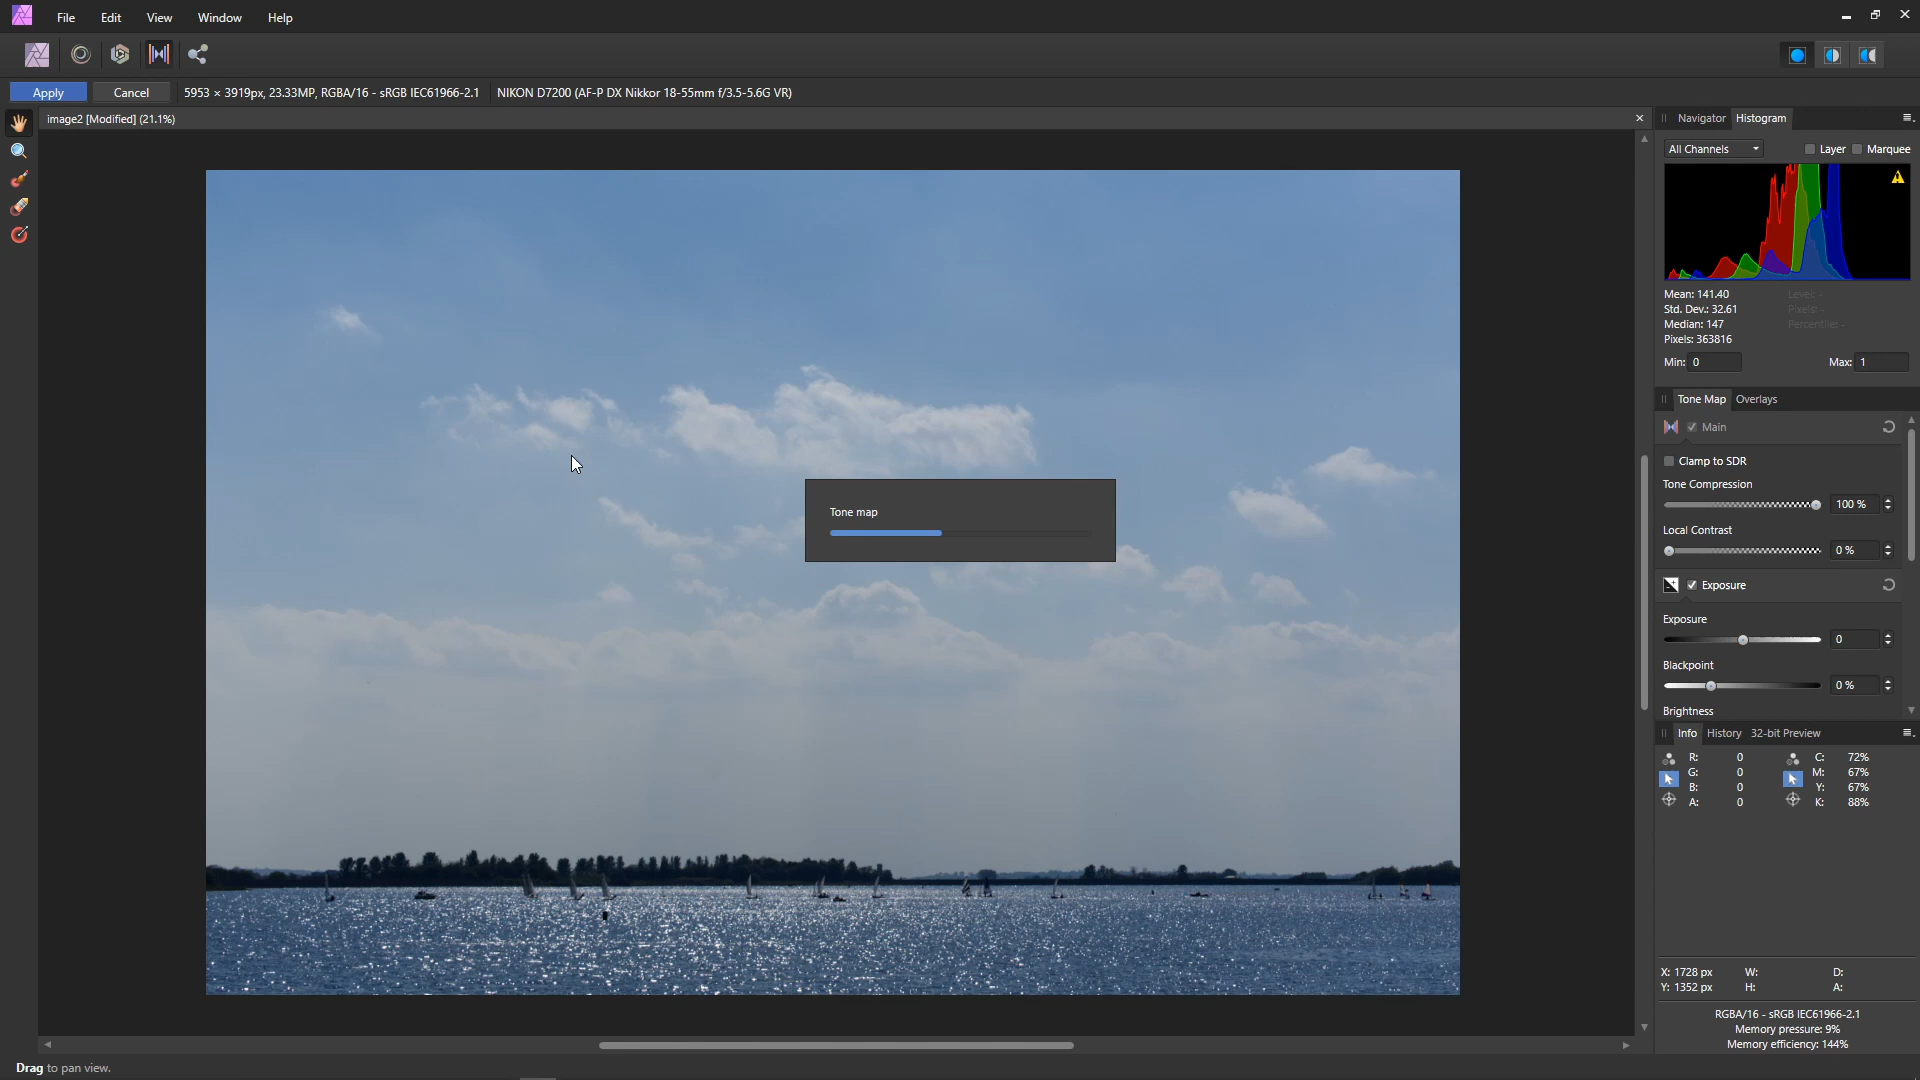 File Edit View Window Help
Apply Cancel 5953 × 3919px, 23.33MP, RGBA/16 - sRGB IEC61966-2.1 NIKON D7200 (AF-P DX Nikkor 18-55mm f/3.5-5.6G VR)
image2 [Modified] (21.1%)
Navigator Histogram
All Channels Layer Marquee
Mean: 141.40 Level: -
Std. Dev.: 32.61 Pixels: -
Median: 147 Percentile: -
Pixels: 363816
Min: 0 Max: 1
Tone Map Overlays
Main
Clamp to SDR
Tone Compression
100 %
Local Contrast
0 %
Tone map
Exposure
Exposure
0
Blackpoint
0 %
Brightness
Info History 32-bit Preview
R: 0 C: 72%
G: 0 M: 67%
B: 0 Y: 67%
A: 0 K: 88%
X: 1728 px W: D:
Y: 1352 px H: A:
RGBA/16 - sRGB IEC61966-2.1
Memory pressure: 9%
Memory efficiency: 144%
Drag to pan view.